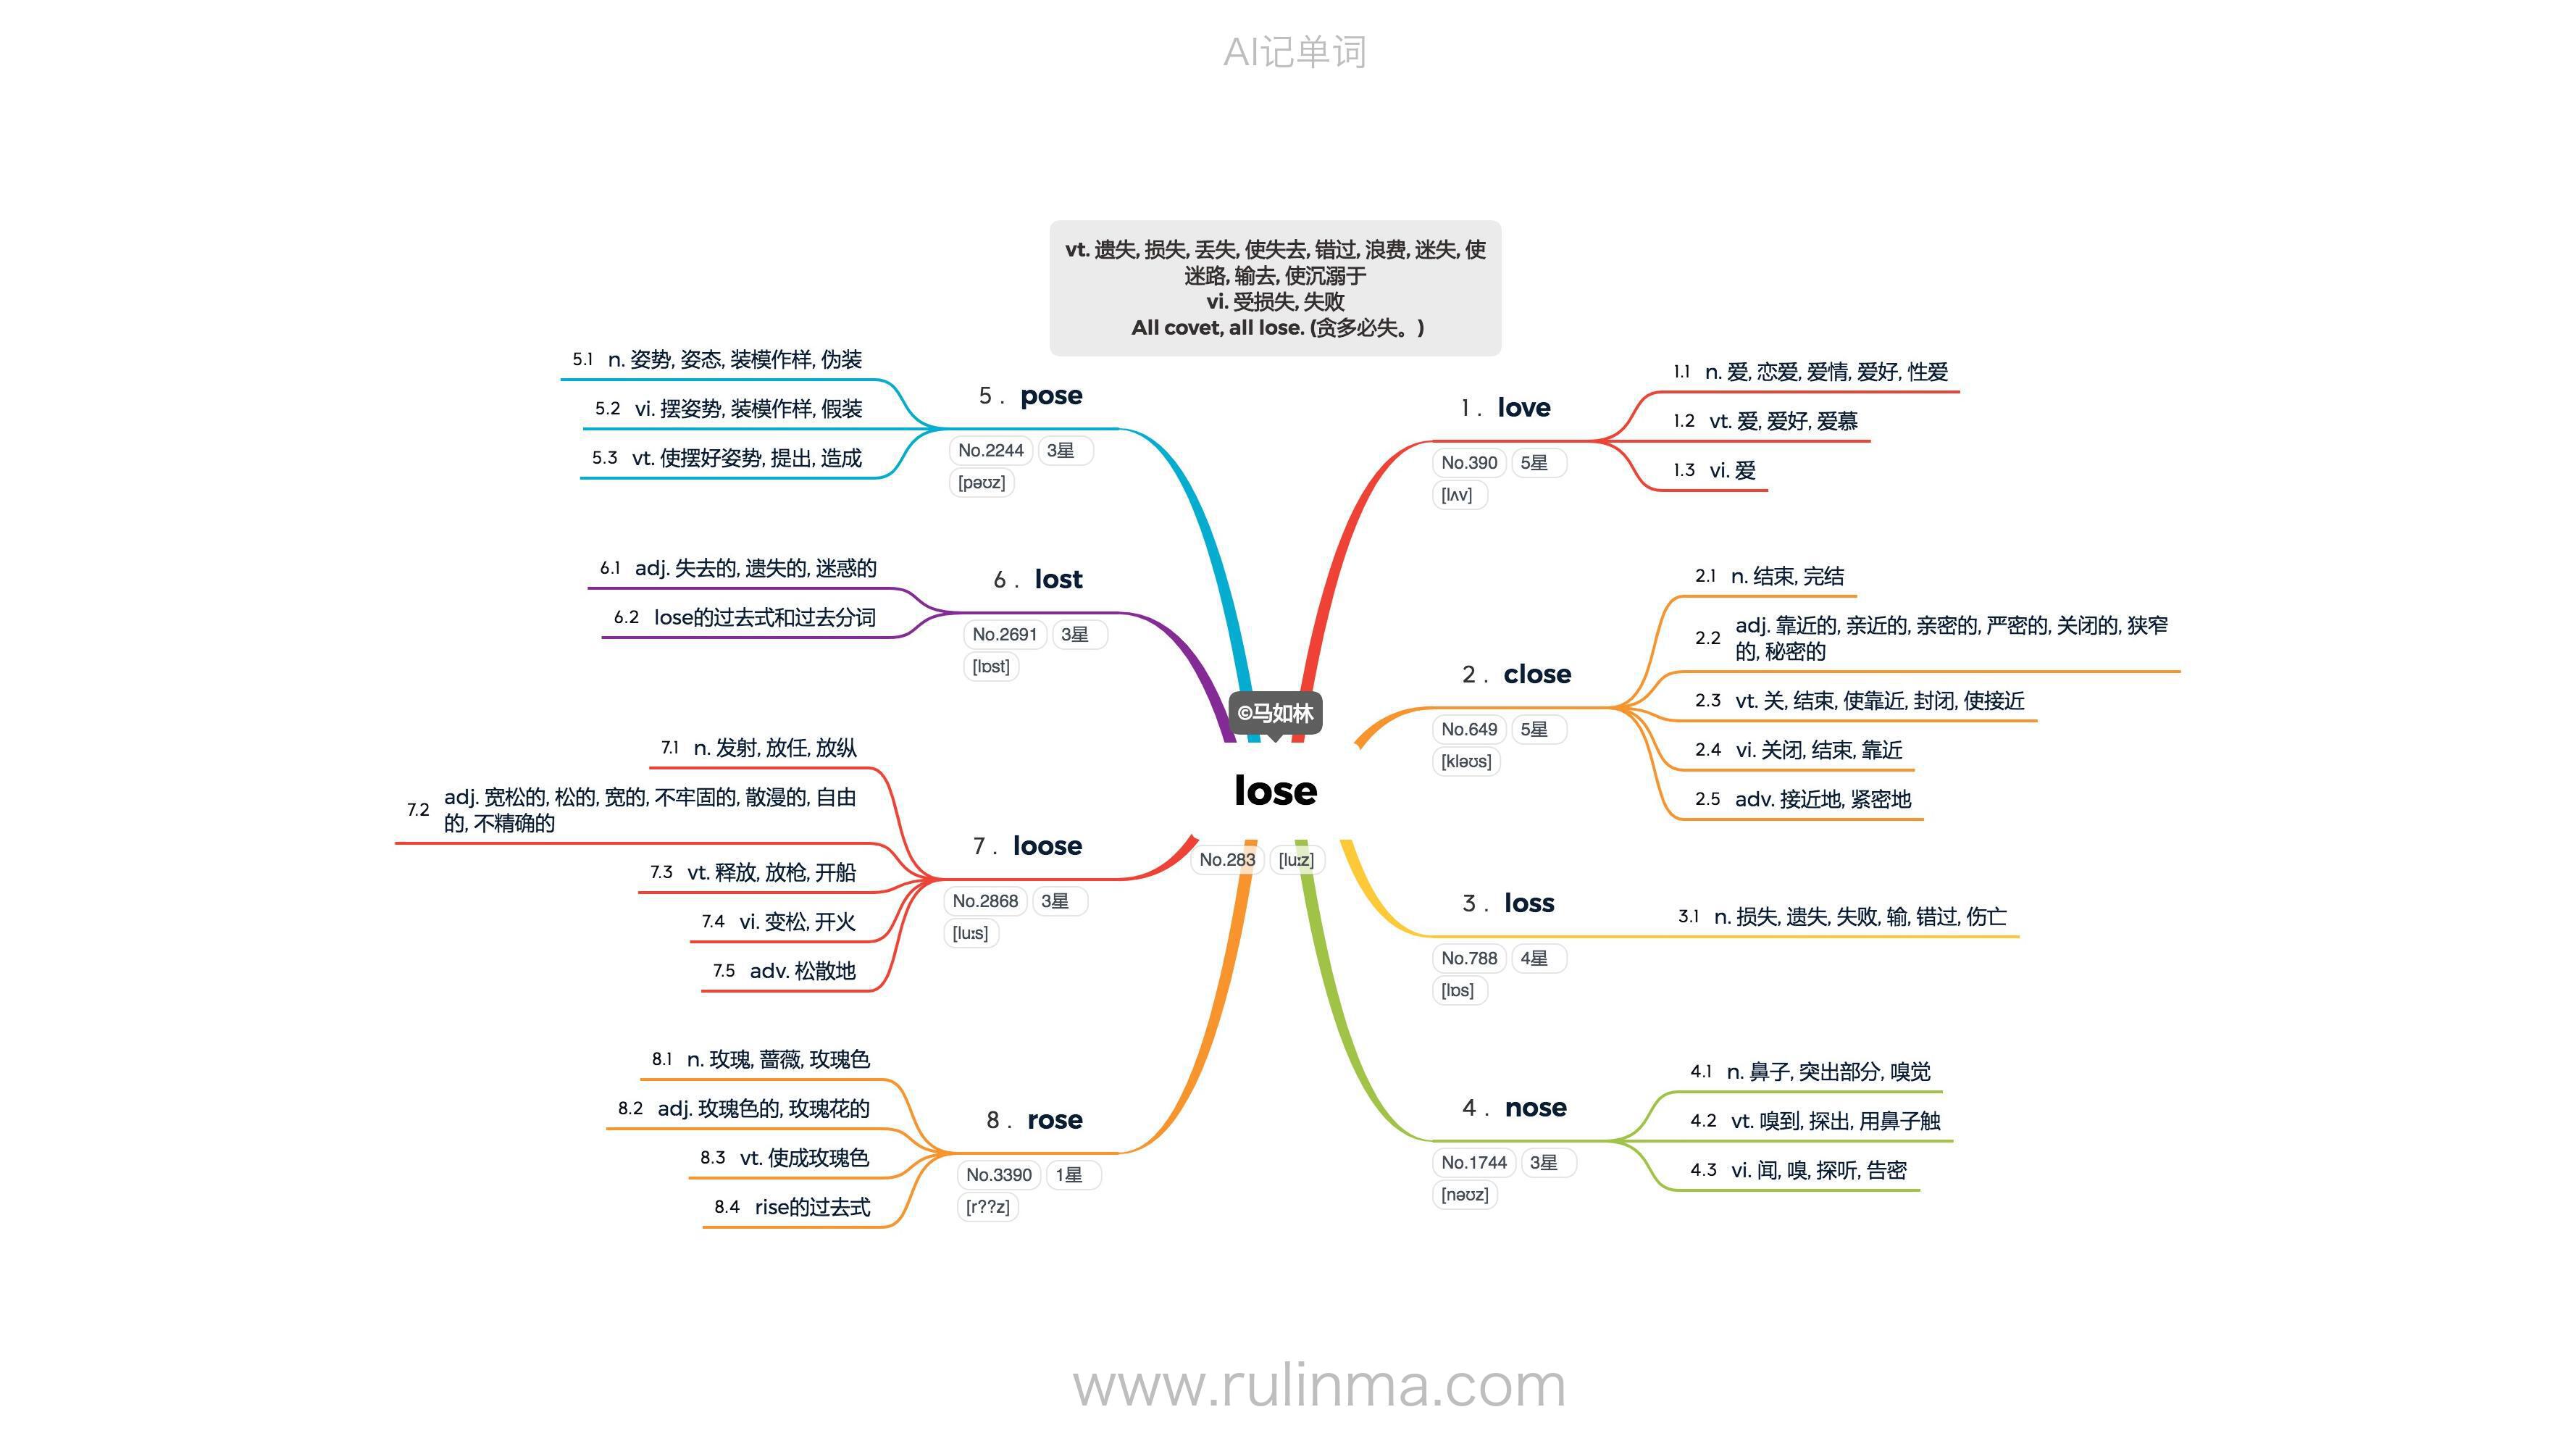 AI记单词
vt. 遗失, 损失, 丢失, 使失去, 错过, 浪费, 迷失, 使
迷路, 输去, 使沉溺于
vi. 受损失, 失败
All covet, all lose. (贪多必失。)
©马如林
lose
No.283 [luːz]
1. love
No.390 5星
[lʌv]
1.1 n. 爱, 恋爱, 爱情, 爱好, 性爱
1.2 vt. 爱, 爱好, 爱慕
1.3 vi. 爱
2. close
No.649 5星
[kləʊs]
2.1 n. 结束, 完结
2.2 adj. 靠近的, 亲近的, 亲密的, 严密的, 关闭的, 狭窄
的, 秘密的
2.3 vt. 关, 结束, 使靠近, 封闭, 使接近
2.4 vi. 关闭, 结束, 靠近
2.5 adv. 接近地, 紧密地
3. loss
No.788 4星
[lɒs]
3.1 n. 损失, 遗失, 失败, 输, 错过, 伤亡
4. nose
No.1744 3星
[nəʊz]
4.1 n. 鼻子, 突出部分, 嗅觉
4.2 vt. 嗅到, 探出, 用鼻子触
4.3 vi. 闻, 嗅, 探听, 告密
5. pose
No.2244 3星
[pəʊz]
5.1 n. 姿势, 姿态, 装模作样, 伪装
5.2 vi. 摆姿势, 装模作样, 假装
5.3 vt. 使摆好姿势, 提出, 造成
6. lost
No.2691 3星
[lɒst]
6.1 adj. 失去的, 遗失的, 迷惑的
6.2 lose的过去式和过去分词
7. loose
No.2868 3星
[luːs]
7.1 n. 发射, 放任, 放纵
7.2 adj. 宽松的, 松的, 宽的, 不牢固的, 散漫的, 自由
的, 不精确的
7.3 vt. 释放, 放枪, 开船
7.4 vi. 变松, 开火
7.5 adv. 松散地
8. rose
No.3390 1星
[r??z]
8.1 n. 玫瑰, 蔷薇, 玫瑰色
8.2 adj. 玫瑰色的, 玫瑰花的
8.3 vt. 使成玫瑰色
8.4 rise的过去式
www.rulinma.com